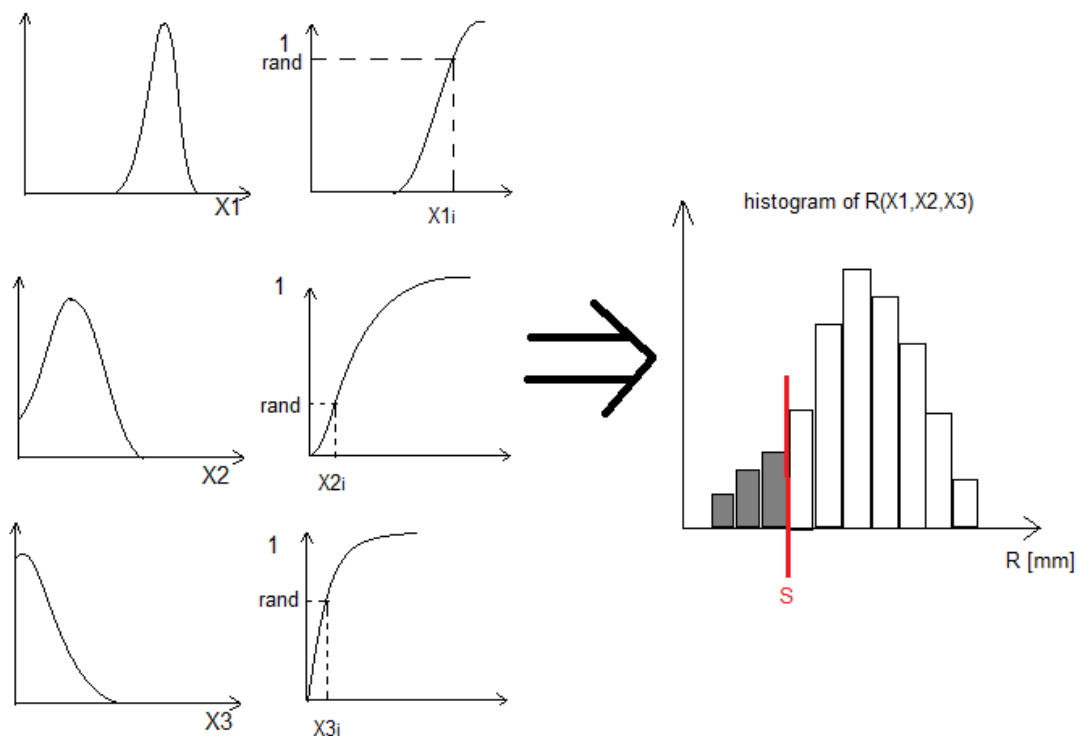 1
rand
X1
X1i
histogram of R(X1,X2,X3)
1
rand
X2
X2i
R [mm]
S
1
rand
X3
X3i